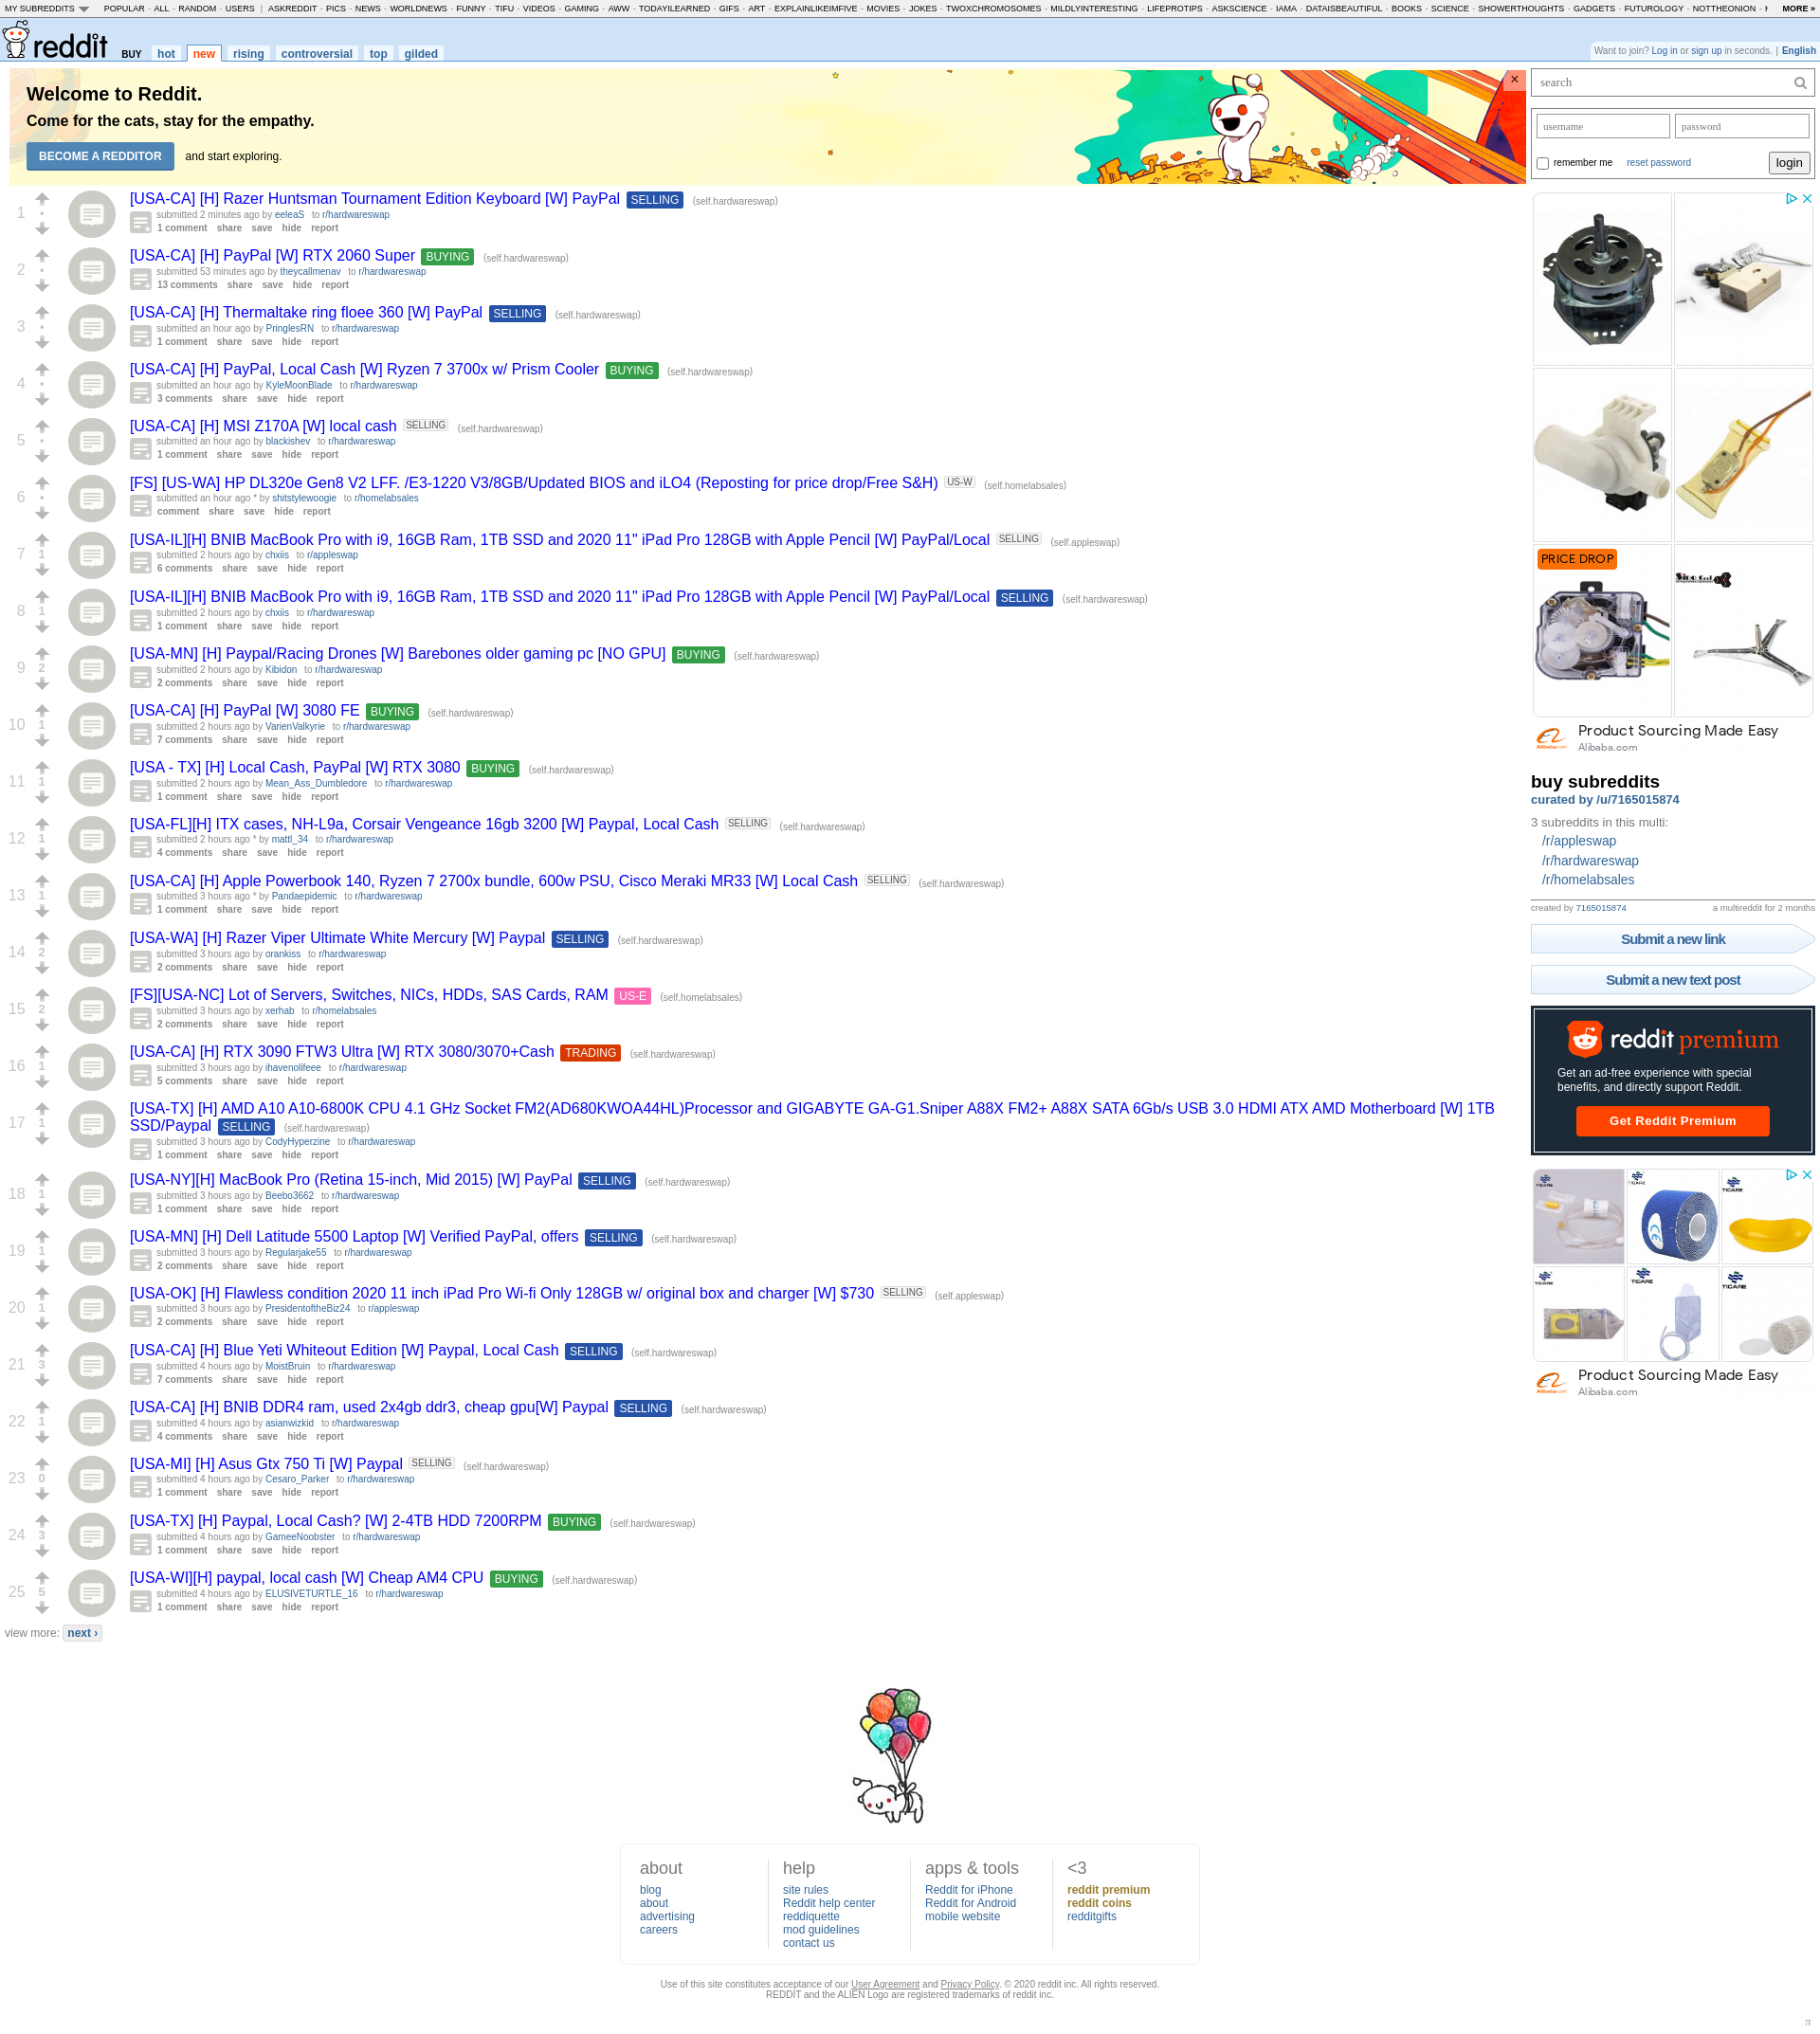 MY SUBREDDITS POPULAR - ALL - RANDOM - USERS | ASKREDDIT - PICS - NEWS - WORLDNEWS - FUNNY - TIFU - VIDEOS - GAMING - AWW - TODAYILEARNED - GIFS - ART - EXPLAINLIKEIMFIVE - MOVIES - JOKES - TWOXCHROMOSOMES - MILDLYINTERESTING - LIFEPROTIPS - ASKSCIENCE - IAMA - DATAISBEAUTIFUL - BOOKS - SCIENCE - SHOWERTHOUGHTS - GADGETS - FUTUROLOGY - NOTTHEONION - MORE »
reddit BUY hot new rising controversial top gilded
Want to join? Log in or sign up in seconds. | English
Welcome to Reddit.
Come for the cats, stay for the empathy.
BECOME A REDDITOR and start exploring.
×
1
[USA-CA] [H] Razer Huntsman Tournament Edition Keyboard [W] PayPal SELLING (self.hardwareswap)
submitted 2 minutes ago by eeleaS to r/hardwareswap
1 comment share save hide report
2
[USA-CA] [H] PayPal [W] RTX 2060 Super BUYING (self.hardwareswap)
submitted 53 minutes ago by theycallmenav to r/hardwareswap
13 comments share save hide report
3
[USA-CA] [H] Thermaltake ring floee 360 [W] PayPal SELLING (self.hardwareswap)
submitted an hour ago by PringlesRN to r/hardwareswap
1 comment share save hide report
4
[USA-CA] [H] PayPal, Local Cash [W] Ryzen 7 3700x w/ Prism Cooler BUYING (self.hardwareswap)
submitted an hour ago by KyleMoonBlade to r/hardwareswap
3 comments share save hide report
5
[USA-CA] [H] MSI Z170A [W] local cash SELLING (self.hardwareswap)
submitted an hour ago by blackishev to r/hardwareswap
1 comment share save hide report
6
[FS] [US-WA] HP DL320e Gen8 V2 LFF. /E3-1220 V3/8GB/Updated BIOS and iLO4 (Reposting for price drop/Free S&H) US-W (self.homelabsales)
submitted an hour ago * by shitstylewoogie to r/homelabsales
comment share save hide report
7 1
[USA-IL][H] BNIB MacBook Pro with i9, 16GB Ram, 1TB SSD and 2020 11" iPad Pro 128GB with Apple Pencil [W] PayPal/Local SELLING (self.appleswap)
submitted 2 hours ago by chxiis to r/appleswap
6 comments share save hide report
8 1
[USA-IL][H] BNIB MacBook Pro with i9, 16GB Ram, 1TB SSD and 2020 11" iPad Pro 128GB with Apple Pencil [W] PayPal/Local SELLING (self.hardwareswap)
submitted 2 hours ago by chxiis to r/hardwareswap
1 comment share save hide report
9 2
[USA-MN] [H] Paypal/Racing Drones [W] Barebones older gaming pc [NO GPU] BUYING (self.hardwareswap)
submitted 2 hours ago by Kibidon to r/hardwareswap
2 comments share save hide report
10 1
[USA-CA] [H] PayPal [W] 3080 FE BUYING (self.hardwareswap)
submitted 2 hours ago by VarienValkyrie to r/hardwareswap
7 comments share save hide report
11 1
[USA - TX] [H] Local Cash, PayPal [W] RTX 3080 BUYING (self.hardwareswap)
submitted 2 hours ago by Mean_Ass_Dumbledore to r/hardwareswap
1 comment share save hide report
12 1
[USA-FL][H] ITX cases, NH-L9a, Corsair Vengeance 16gb 3200 [W] Paypal, Local Cash SELLING (self.hardwareswap)
submitted 2 hours ago * by mattl_34 to r/hardwareswap
4 comments share save hide report
13 1
[USA-CA] [H] Apple Powerbook 140, Ryzen 7 2700x bundle, 600w PSU, Cisco Meraki MR33 [W] Local Cash SELLING (self.hardwareswap)
submitted 3 hours ago * by Pandaepidemic to r/hardwareswap
1 comment share save hide report
14 2
[USA-WA] [H] Razer Viper Ultimate White Mercury [W] Paypal SELLING (self.hardwareswap)
submitted 3 hours ago by orankiss to r/hardwareswap
2 comments share save hide report
15 2
[FS][USA-NC] Lot of Servers, Switches, NICs, HDDs, SAS Cards, RAM US-E (self.homelabsales)
submitted 3 hours ago by xerhab to r/homelabsales
2 comments share save hide report
16 1
[USA-CA] [H] RTX 3090 FTW3 Ultra [W] RTX 3080/3070+Cash TRADING (self.hardwareswap)
submitted 3 hours ago by ihavenolifeee to r/hardwareswap
5 comments share save hide report
17 1
[USA-TX] [H] AMD A10 A10-6800K CPU 4.1 GHz Socket FM2(AD680KWOA44HL)Processor and GIGABYTE GA-G1.Sniper A88X FM2+ A88X SATA 6Gb/s USB 3.0 HDMI ATX AMD Motherboard [W] 1TB
SSD/Paypal SELLING (self.hardwareswap)
submitted 3 hours ago by CodyHyperzine to r/hardwareswap
1 comment share save hide report
18 1
[USA-NY][H] MacBook Pro (Retina 15-inch, Mid 2015) [W] PayPal SELLING (self.hardwareswap)
submitted 3 hours ago by Beebo3662 to r/hardwareswap
1 comment share save hide report
19 1
[USA-MN] [H] Dell Latitude 5500 Laptop [W] Verified PayPal, offers SELLING (self.hardwareswap)
submitted 3 hours ago by Regularjake55 to r/hardwareswap
2 comments share save hide report
20 1
[USA-OK] [H] Flawless condition 2020 11 inch iPad Pro Wi-fi Only 128GB w/ original box and charger [W] $730 SELLING (self.appleswap)
submitted 3 hours ago by PresidentoftheBiz24 to r/appleswap
2 comments share save hide report
21 3
[USA-CA] [H] Blue Yeti Whiteout Edition [W] Paypal, Local Cash SELLING (self.hardwareswap)
submitted 4 hours ago by MoistBruin to r/hardwareswap
7 comments share save hide report
22 1
[USA-CA] [H] BNIB DDR4 ram, used 2x4gb ddr3, cheap gpu[W] Paypal SELLING (self.hardwareswap)
submitted 4 hours ago by asianwizkid to r/hardwareswap
4 comments share save hide report
23 0
[USA-MI] [H] Asus Gtx 750 Ti [W] Paypal SELLING (self.hardwareswap)
submitted 4 hours ago by Cesaro_Parker to r/hardwareswap
1 comment share save hide report
24 3
[USA-TX] [H] Paypal, Local Cash? [W] 2-4TB HDD 7200RPM BUYING (self.hardwareswap)
submitted 4 hours ago by GameeNoobster to r/hardwareswap
1 comment share save hide report
25 5
[USA-WI][H] paypal, local cash [W] Cheap AM4 CPU BUYING (self.hardwareswap)
submitted 4 hours ago by ELUSIVETURTLE_16 to r/hardwareswap
1 comment share save hide report
view more: next ›
search
username password
remember me reset password login
PRICE DROP
Product Sourcing Made Easy
Alibaba.com
Alibaba.com
buy subreddits
curated by /u/7165015874
3 subreddits in this multi:
/r/appleswap
/r/hardwareswap
/r/homelabsales
created by 7165015874 a multireddit for 2 months
Submit a new link
Submit a new text post
reddit premium
Get an ad-free experience with special
benefits, and directly support Reddit.
Get Reddit Premium
TICARE TICARE TICARE
TICARE TICARE TICARE
Product Sourcing Made Easy
Alibaba.com
Alibaba.com
about
blog
about
advertising
careers
help
site rules
Reddit help center
reddiquette
mod guidelines
contact us
apps & tools
Reddit for iPhone
Reddit for Android
mobile website
<3
reddit premium
reddit coins
redditgifts
Use of this site constitutes acceptance of our User Agreement and Privacy Policy. © 2020 reddit inc. All rights reserved.
REDDIT and the ALIEN Logo are registered trademarks of reddit inc.
π